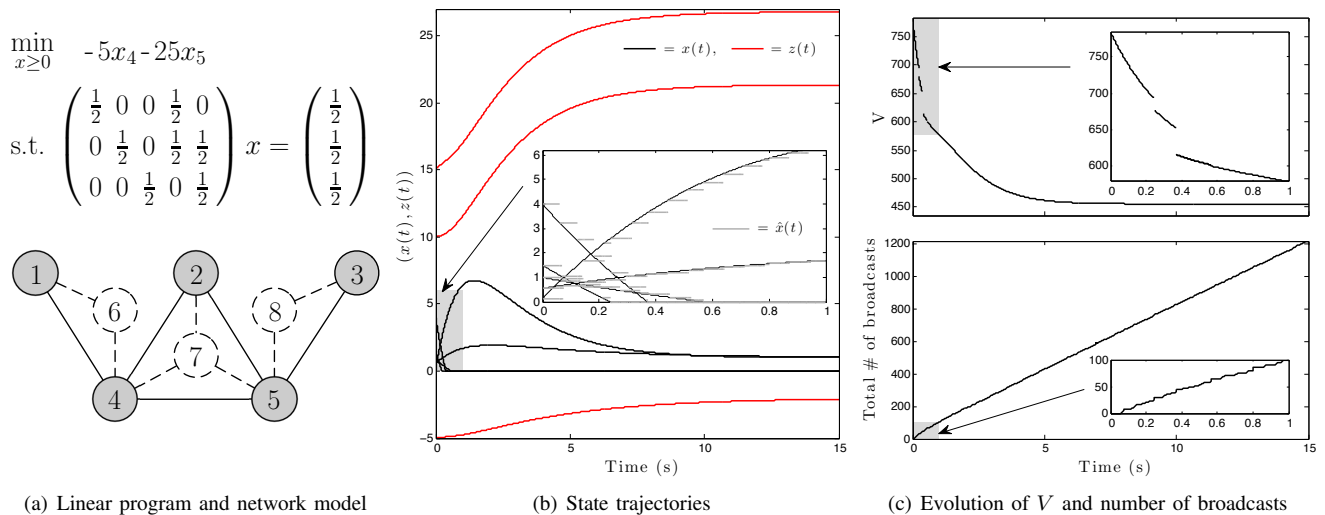 min x≥0 -5x₄-25x₅
s.t. ( 1/2 0 0 1/2 0 ) x = ( 1/2 )
( 0 1/2 0 1/2 1/2 ) ( 1/2 )
( 0 0 1/2 0 1/2 ) ( 1/2 )
1 2 3
6 8
7
4 5
(a) Linear program and network model
25
20
15
10
5
0
−5
0 5 10 15
(x(t), z(t))
Time (s)
= x(t), = z(t)
6
5
4
3
2
1
0
0 0.2 0.4 0.6 0.8 1
= x̂(t)
(b) State trajectories
750
700
650
600
550
500
450
V
750
700
650
600
0 0.2 0.4 0.6 0.8 1
1200
1000
800
600
400
200
0
0 5 10 15
Total # of broadcasts
Time (s)
100
50
0
0 0.2 0.4 0.6 0.8 1
(c) Evolution of V and number of broadcasts